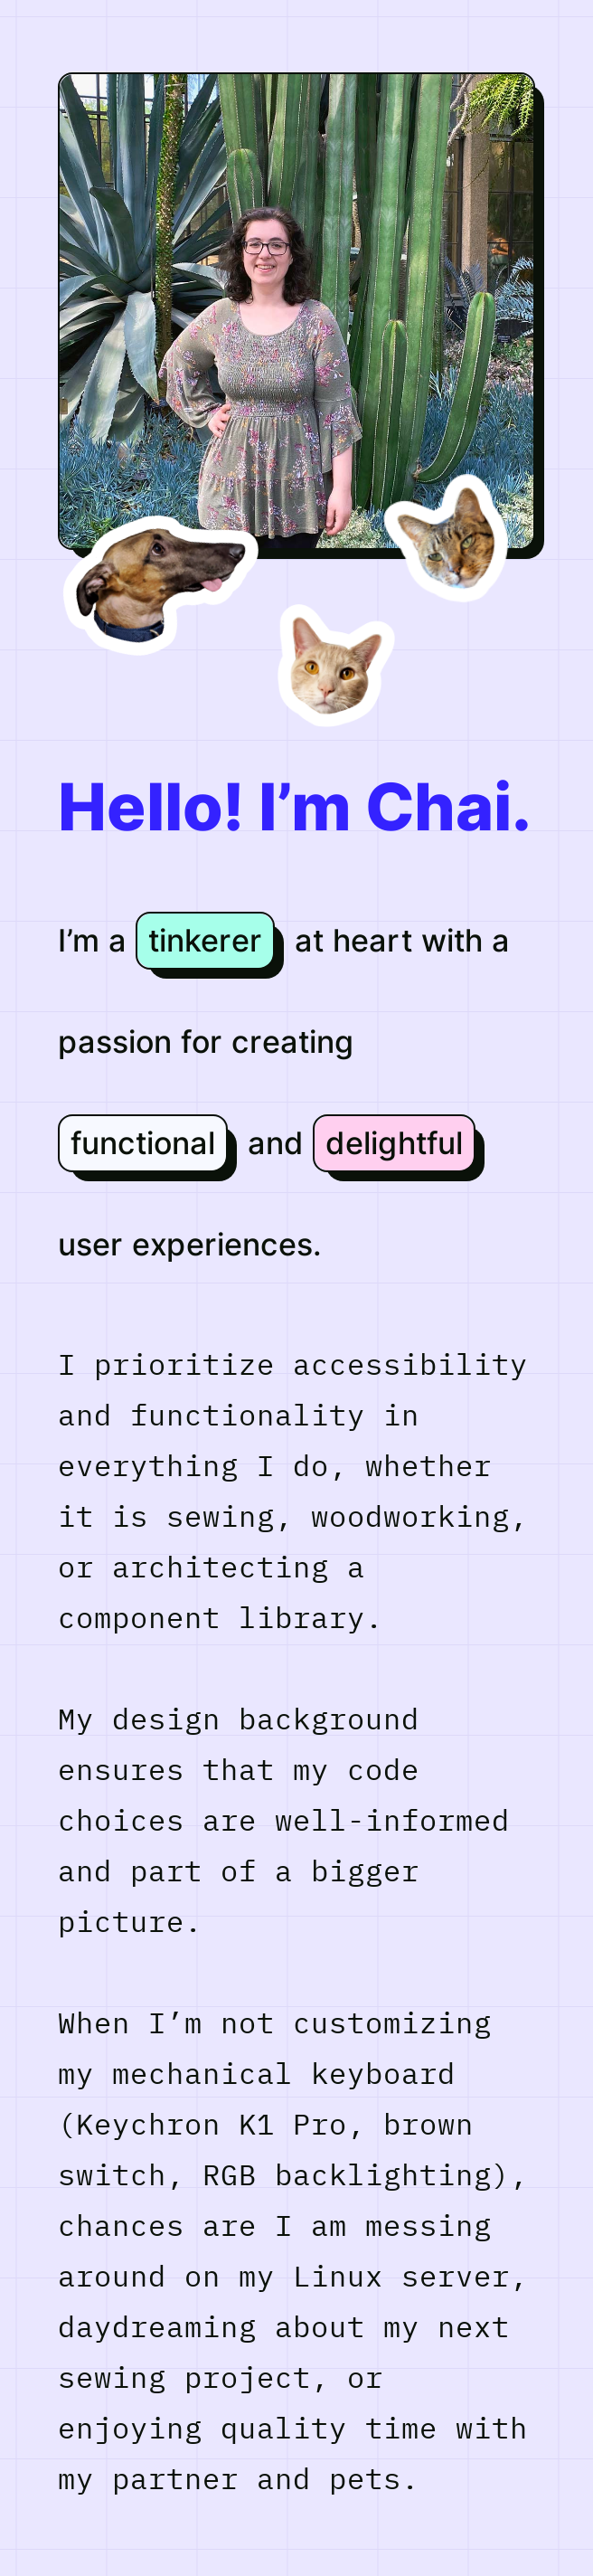 Hello! I’m Chai.
I’m a tinkerer at heart with a
passion for creating
functional and delightful
user experiences.
I prioritize accessibility
and functionality in
everything I do, whether
it is sewing, woodworking,
or architecting a
component library.
My design background
ensures that my code
choices are well-informed
and part of a bigger
picture.
When I’m not customizing
my mechanical keyboard
(Keychron K1 Pro, brown
switch, RGB backlighting),
chances are I am messing
around on my Linux server,
daydreaming about my next
sewing project, or
enjoying quality time with
my partner and pets.